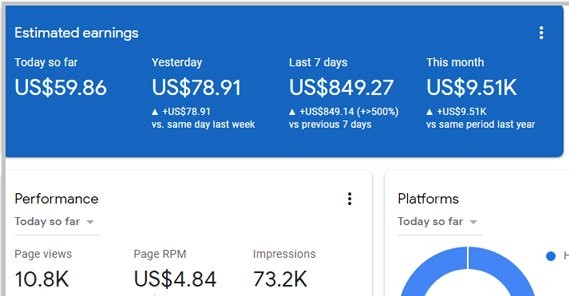 Estimated earnings
Today so far
Yesterday
Last 7 days
This month
US$59.86
US$78.91
US$849.27
US$9.51K
▲ +US$78.91
▲ +US$849.14 (+>500%)
▲ +US$9.51K
vs. same day last week
vs previous 7 days
vs same period last year
Performance
Platforms
Today so far
Today so far
Page views
Page RPM
Impressions
10.8K
US$4.84
73.2K
H